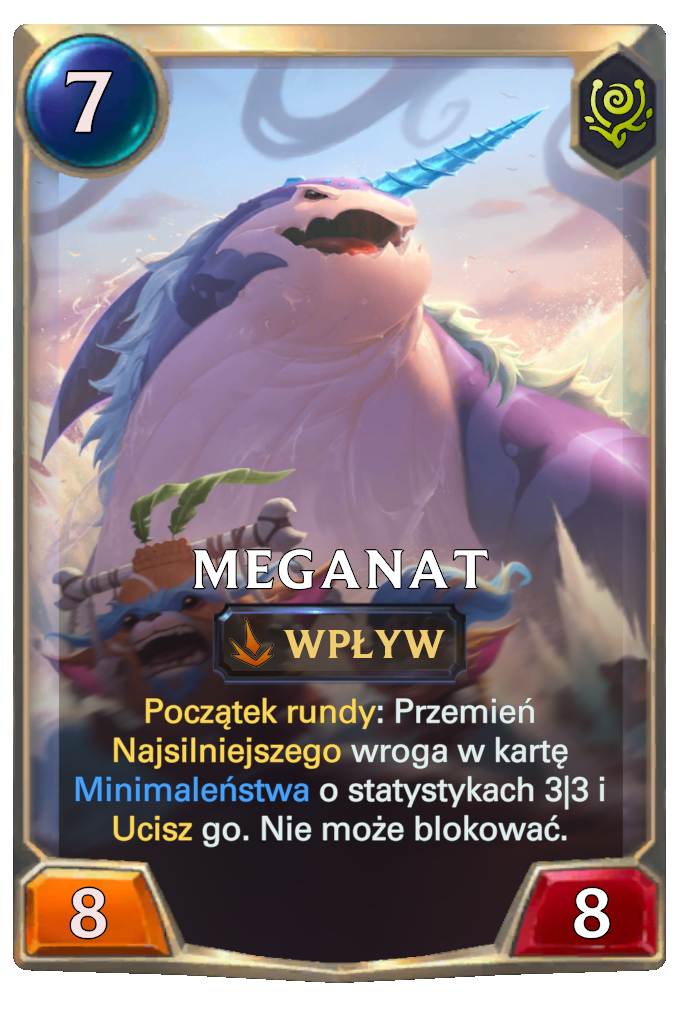 7
MEGANAT
WPŁYW
Początek rundy: Przemień
Najsilniejszego wroga w kartę
Minimaleństwa o statystykach 3|3 i
Ucisz go. Nie może blokować.
8
8